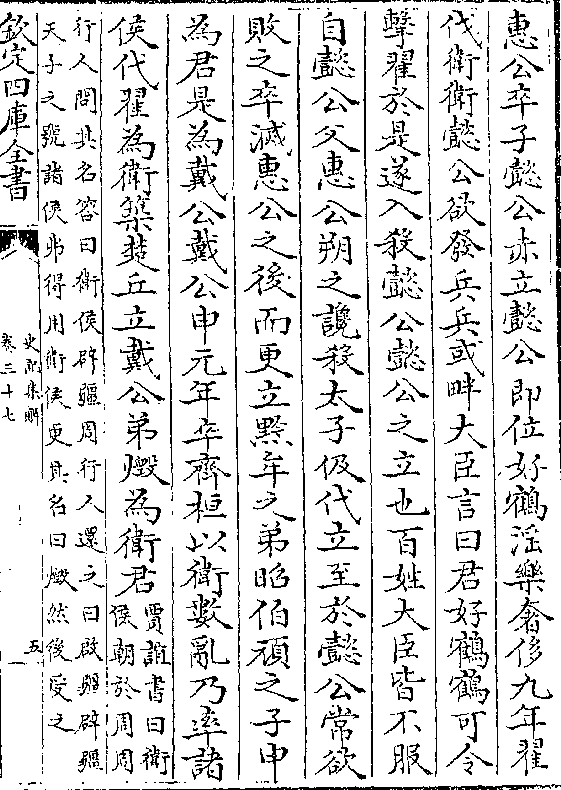 惠公卒子懿公赤立懿公即位好鶴淫樂奢侈九年翟
伐衛衛懿公欲發兵兵或畔大臣言曰君好鶴鶴可令
擊翟翟於是遂入殺懿公懿公之立也百姓大臣皆不服
自懿公父惠公朔之讒殺太子伋代立至於懿公常欲
敗之卒滅惠公之後而更立黔牟之弟昭伯頑之子申
為君是為戴公戴公申元年卒齊桓以衛數亂乃率諸
侯伐翟為衛築楚丘立戴公弟燬為衛君賈誼書曰衛
侯朝於周周
行人問其名答曰衛侯辟疆周行人還之曰啟疆辟疆
天子之號諸侯弗得用衛侯更其名曰燬然後受之
欽定四庫全書
史記集解
卷三十七
五